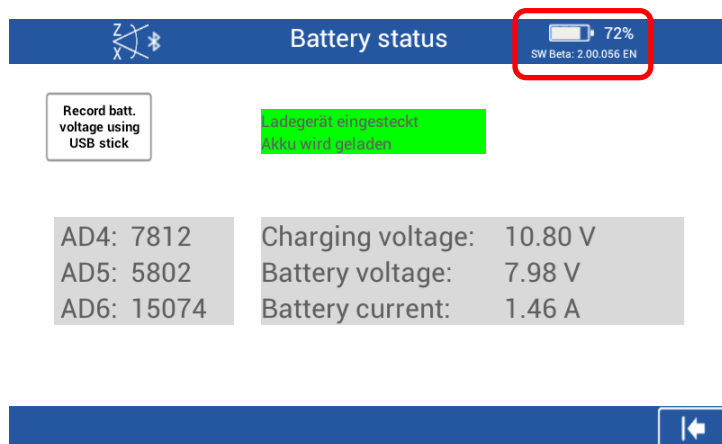 Z
X
Battery status
72%
SW Beta: 2.00.056 EN
Record batt.
voltage using
USB stick
Ladegerät eingesteckt
Akku wird geladen
AD4: 7812
Charging voltage: 10.80 V
AD5: 5802
Battery voltage: 7.98 V
AD6: 15074
Battery current: 1.46 A